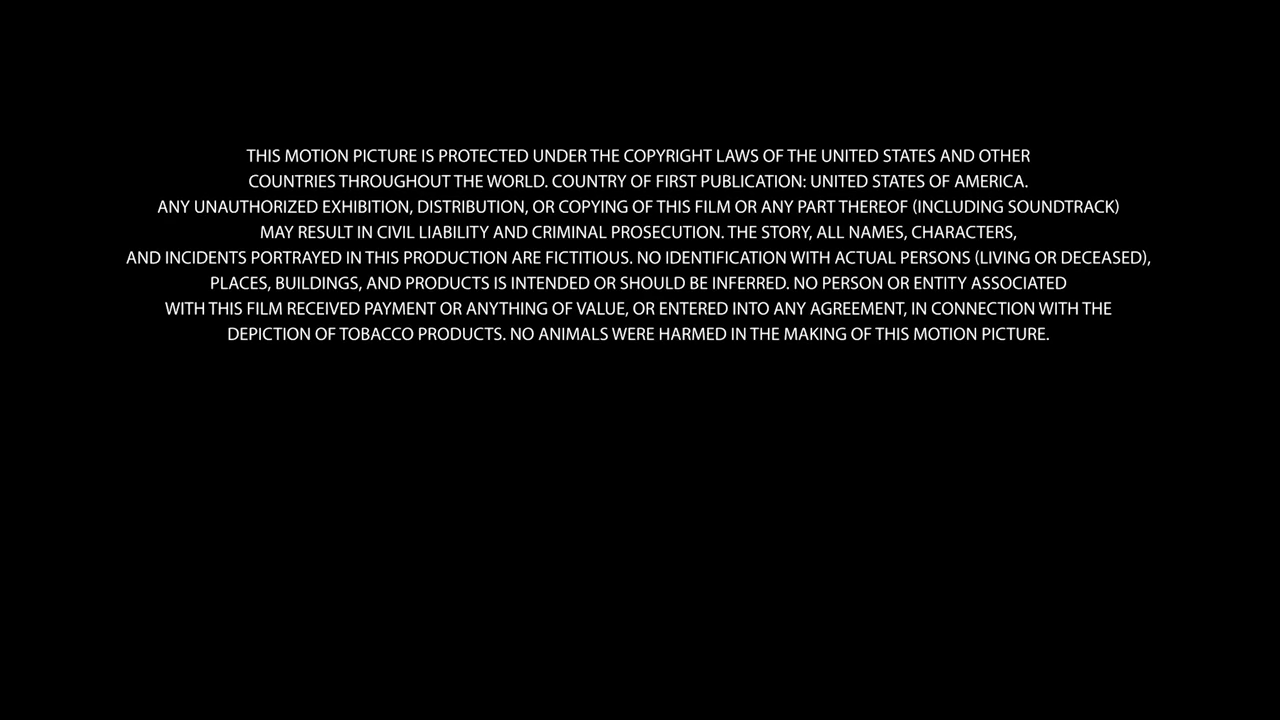 THIS MOTION PICTURE IS PROTECTED UNDER THE COPYRIGHT LAWS OF THE UNITED STATES AND OTHER
COUNTRIES THROUGHOUT THE WORLD. COUNTRY OF FIRST PUBLICATION: UNITED STATES OF AMERICA.
ANY UNAUTHORIZED EXHIBITION, DISTRIBUTION, OR COPYING OF THIS FILM OR ANY PART THEREOF (INCLUDING SOUNDTRACK)
MAY RESULT IN CIVIL LIABILITY AND CRIMINAL PROSECUTION. THE STORY, ALL NAMES, CHARACTERS,
AND INCIDENTS PORTRAYED IN THIS PRODUCTION ARE FICTITIOUS. NO IDENTIFICATION WITH ACTUAL PERSONS (LIVING OR DECEASED),
PLACES, BUILDINGS, AND PRODUCTS IS INTENDED OR SHOULD BE INFERRED. NO PERSON OR ENTITY ASSOCIATED
WITH THIS FILM RECEIVED PAYMENT OR ANYTHING OF VALUE, OR ENTERED INTO ANY AGREEMENT, IN CONNECTION WITH THE
DEPICTION OF TOBACCO PRODUCTS. NO ANIMALS WERE HARMED IN THE MAKING OF THIS MOTION PICTURE.